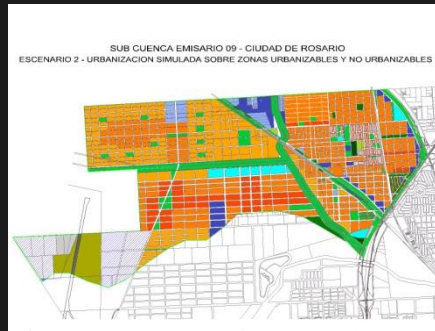 SUB CUENCA EMISARIO 09 - CIUDAD DE ROSARIO
ESCENARIO 2 - URBANIZACION SIMULADA SOBRE ZONAS URBANIZABLES Y NO URBANIZABLES